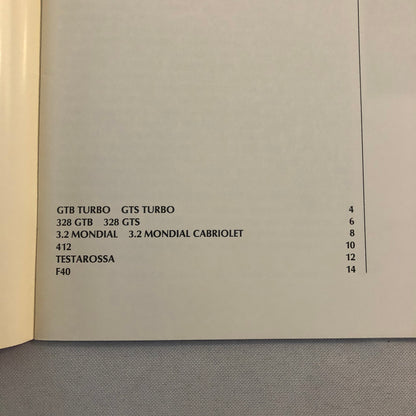 GTB TURBO GTS TURBO 4
328 GTB 328 GTS 6
3.2 MONDIAL 3.2 MONDIAL CABRIOLET 8
412 10
TESTAROSSA 12
F40 14